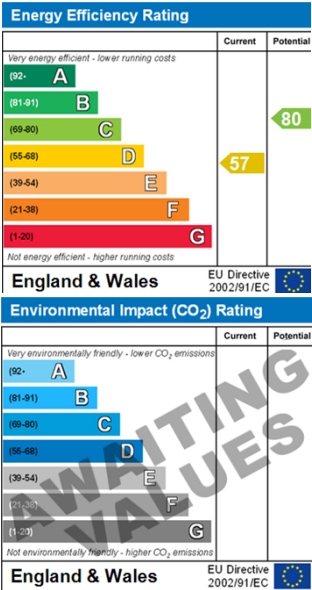 Energy Efficiency Rating
Current Potential
Very energy efficient - lower running costs
(92- A
(81-91) B
(69-80) C
80
(55-68) D
57
(39-54) E
(21-38) F
(1-20) G
Not energy efficient - higher running costs
England & Wales
EU Directive
2002/91/EC
Environmental Impact (CO₂) Rating
Current Potential
Very environmentally friendly - lower CO₂ emissions
(92- A
(81-91) B
(69-80) C
(55-68) D
(39-54) E
(21-38) F
(1-20) G
AWAITING
VALUES
Not environmentally friendly - higher CO₂ emissions
England & Wales
EU Directive
2002/91/EC